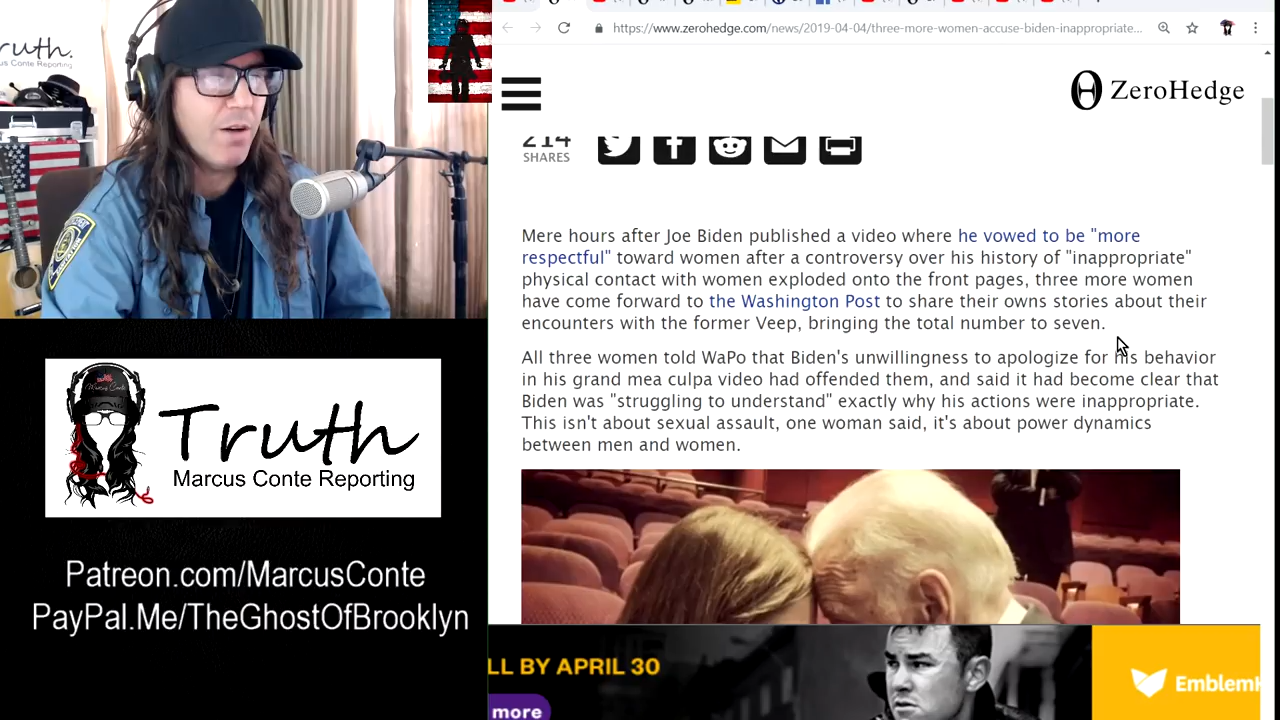 ruth.
cus Conte Reporting
https://www.zerohedge.com/news/2019-04-04/three-more-women-accuse-biden-inappropriate...
ZeroHedge
214
SHARES
Mere hours after Joe Biden published a video where he vowed to be "more
respectful" toward women after a controversy over his history of "inappropriate"
physical contact with women exploded onto the front pages, three more women
have come forward to the Washington Post to share their owns stories about their
encounters with the former Veep, bringing the total number to seven.
All three women told WaPo that Biden's unwillingness to apologize for his behavior
in his grand mea culpa video had offended them, and said it had become clear that
Biden was "struggling to understand" exactly why his actions were inappropriate.
This isn't about sexual assault, one woman said, it's about power dynamics
between men and women.
Truth
Marcus Conte Reporting
Patreon.com/MarcusConte
PayPal.Me/TheGhostOfBrooklyn
LL BY APRIL 30
more
EmblemH